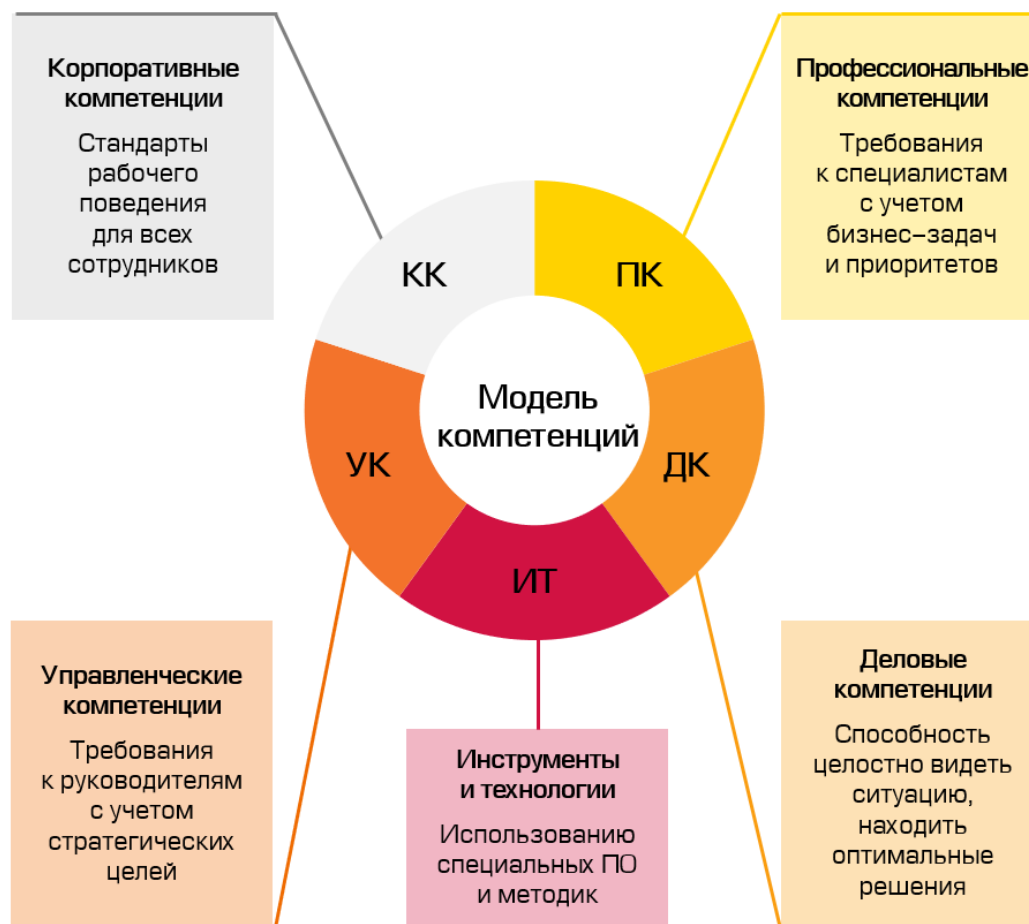 Корпоративные
компетенции
Стандарты
рабочего
поведения
для всех
сотрудников
Профессиональные
компетенции
Требования
к специалистам
с учетом
бизнес–задач
и приоритетов
КК
ПК
Модель
компетенций
УК
ДК
ИТ
Управленческие
компетенции
Требования
к руководителям
с учетом
стратегических
целей
Инструменты
и технологии
Использованию
специальных ПО
и методик
Деловые
компетенции
Способность
целостно видеть
ситуацию,
находить
оптимальные
решения